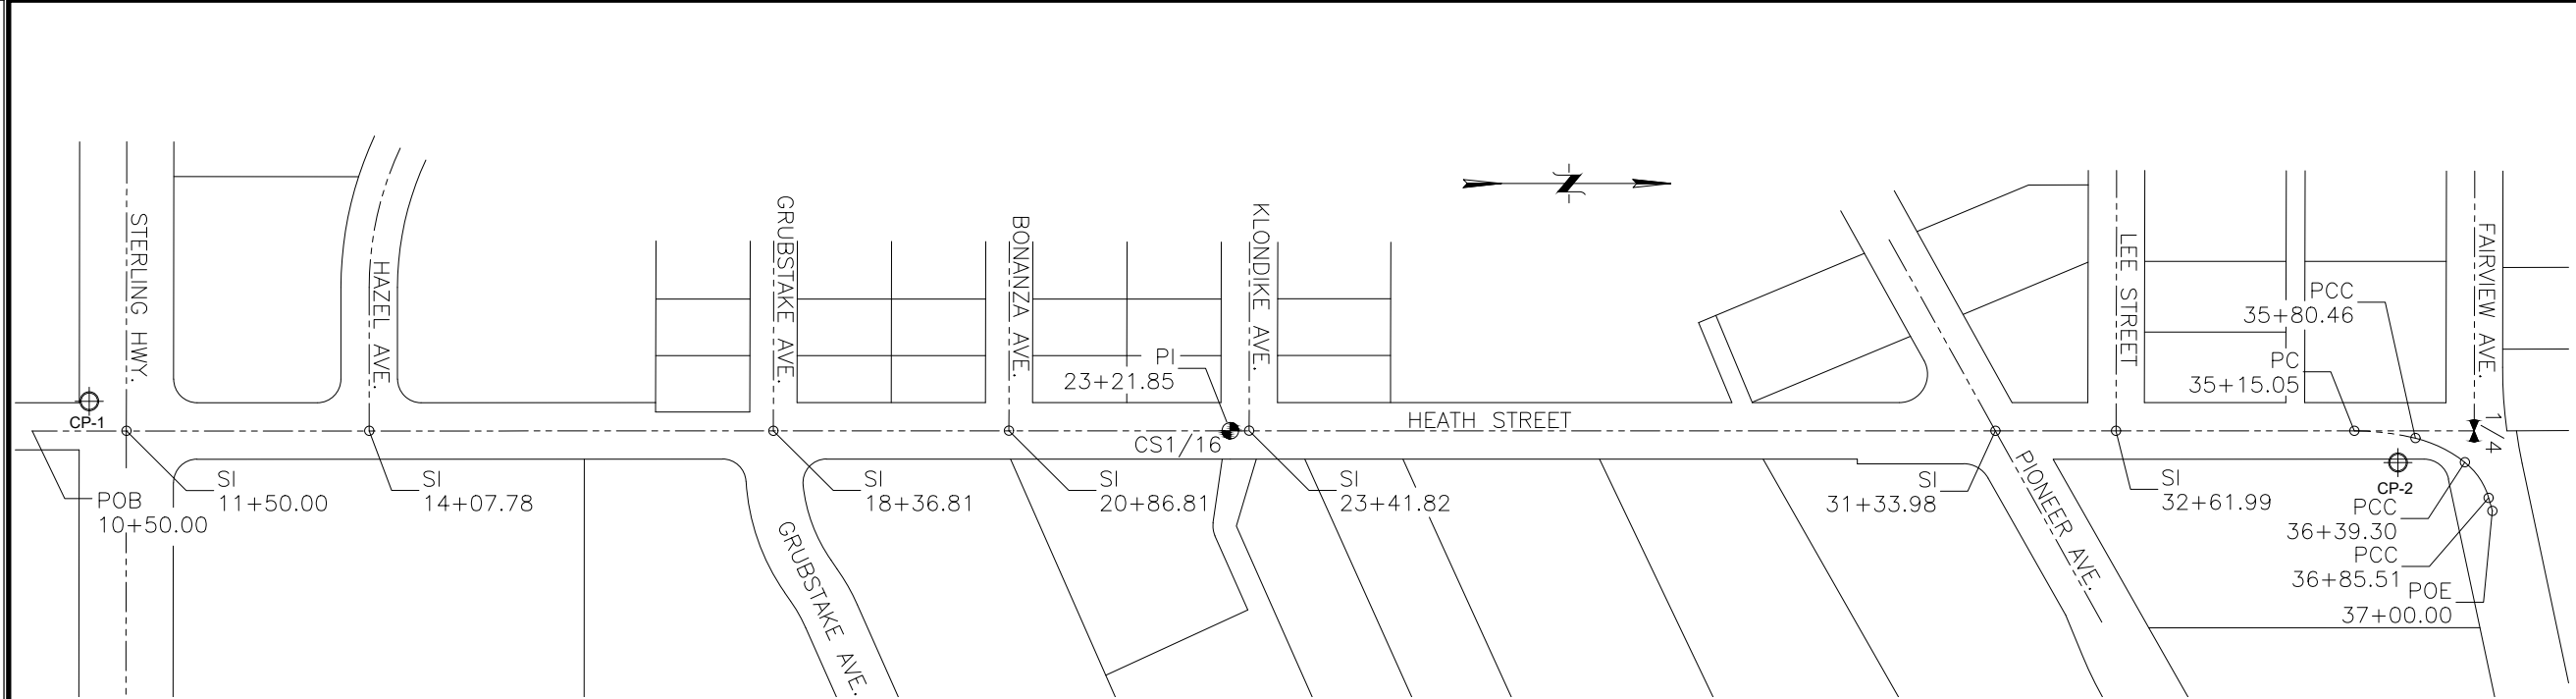 STERLING HWY.
HAZEL AVE.
GRUBSTAKE AVE.
BONANZA AVE.
KLONDIKE AVE.
LEE STREET
FAIRVIEW AVE.
PCC
35+80.46
PI
23+21.85
PC
35+15.05
CP-1
HEATH STREET
CS1/16
1/4
POB
10+50.00
SI
11+50.00
SI
14+07.78
SI
18+36.81
SI
20+86.81
SI
23+41.82
SI
31+33.98
PIONEER AVE.
SI
32+61.99
CP-2
PCC
36+39.30
PCC
36+85.51
POE
37+00.00
GRUBSTAKE AVE.
N